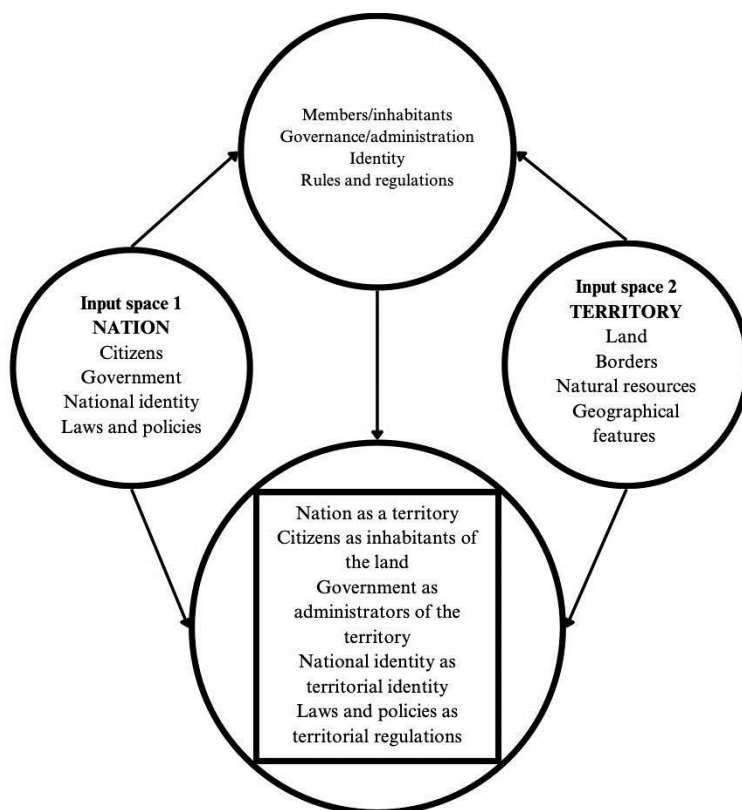 Members/inhabitants
Governance/administration
Identity
Rules and regulations
Input space 1
NATION
Citizens
Government
National identity
Laws and policies
Input space 2
TERRITORY
Land
Borders
Natural resources
Geographical
features
Nation as a territory
Citizens as inhabitants of
the land
Government as
administrators of the
territory
National identity as
territorial identity
Laws and policies as
territorial regulations